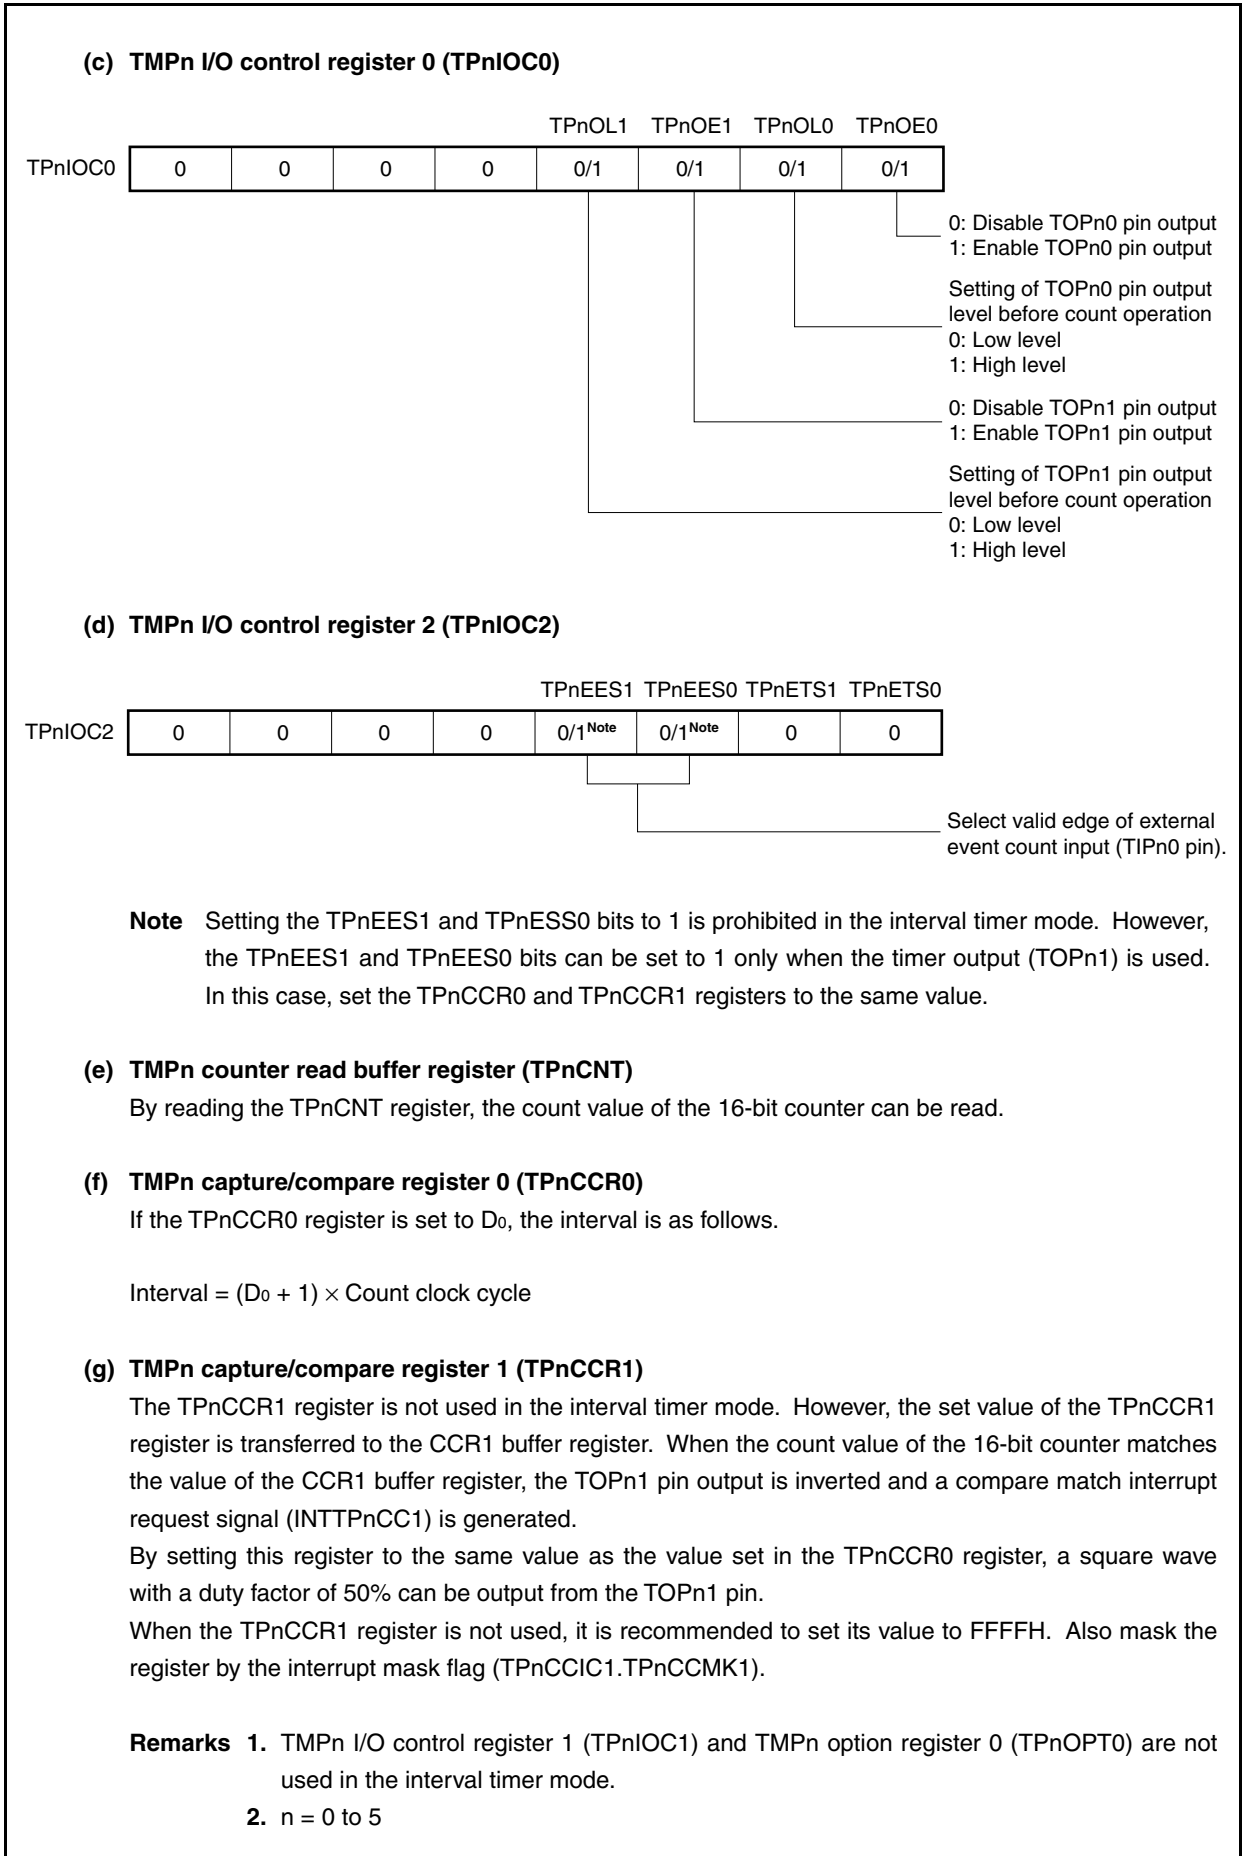 (c) TMPn I/O control register 0 (TPnIOC0)
TPnOL1 TPnOE1 TPnOL0 TPnOE0
TPnIOC0 0 0 0 0 0/1 0/1 0/1 0/1
0: Disable TOPn0 pin output
1: Enable TOPn0 pin output
Setting of TOPn0 pin output
level before count operation
0: Low level
1: High level
0: Disable TOPn1 pin output
1: Enable TOPn1 pin output
Setting of TOPn1 pin output
level before count operation
0: Low level
1: High level
(d) TMPn I/O control register 2 (TPnIOC2)
TPnEES1 TPnEES0 TPnETS1 TPnETS0
TPnIOC2 0 0 0 0 0/1Note 0/1Note 0 0
Select valid edge of external
event count input (TIPn0 pin).
Note Setting the TPnEES1 and TPnESS0 bits to 1 is prohibited in the interval timer mode. However,
the TPnEES1 and TPnEES0 bits can be set to 1 only when the timer output (TOPn1) is used.
In this case, set the TPnCCR0 and TPnCCR1 registers to the same value.
(e) TMPn counter read buffer register (TPnCNT)
By reading the TPnCNT register, the count value of the 16-bit counter can be read.
(f) TMPn capture/compare register 0 (TPnCCR0)
If the TPnCCR0 register is set to D0, the interval is as follows.
Interval = (D0 + 1) × Count clock cycle
(g) TMPn capture/compare register 1 (TPnCCR1)
The TPnCCR1 register is not used in the interval timer mode. However, the set value of the TPnCCR1
register is transferred to the CCR1 buffer register. When the count value of the 16-bit counter matches
the value of the CCR1 buffer register, the TOPn1 pin output is inverted and a compare match interrupt
request signal (INTTPnCC1) is generated.
By setting this register to the same value as the value set in the TPnCCR0 register, a square wave
with a duty factor of 50% can be output from the TOPn1 pin.
When the TPnCCR1 register is not used, it is recommended to set its value to FFFFH. Also mask the
register by the interrupt mask flag (TPnCCIC1.TPnCCMK1).
Remarks 1. TMPn I/O control register 1 (TPnIOC1) and TMPn option register 0 (TPnOPT0) are not
used in the interval timer mode.
2. n = 0 to 5